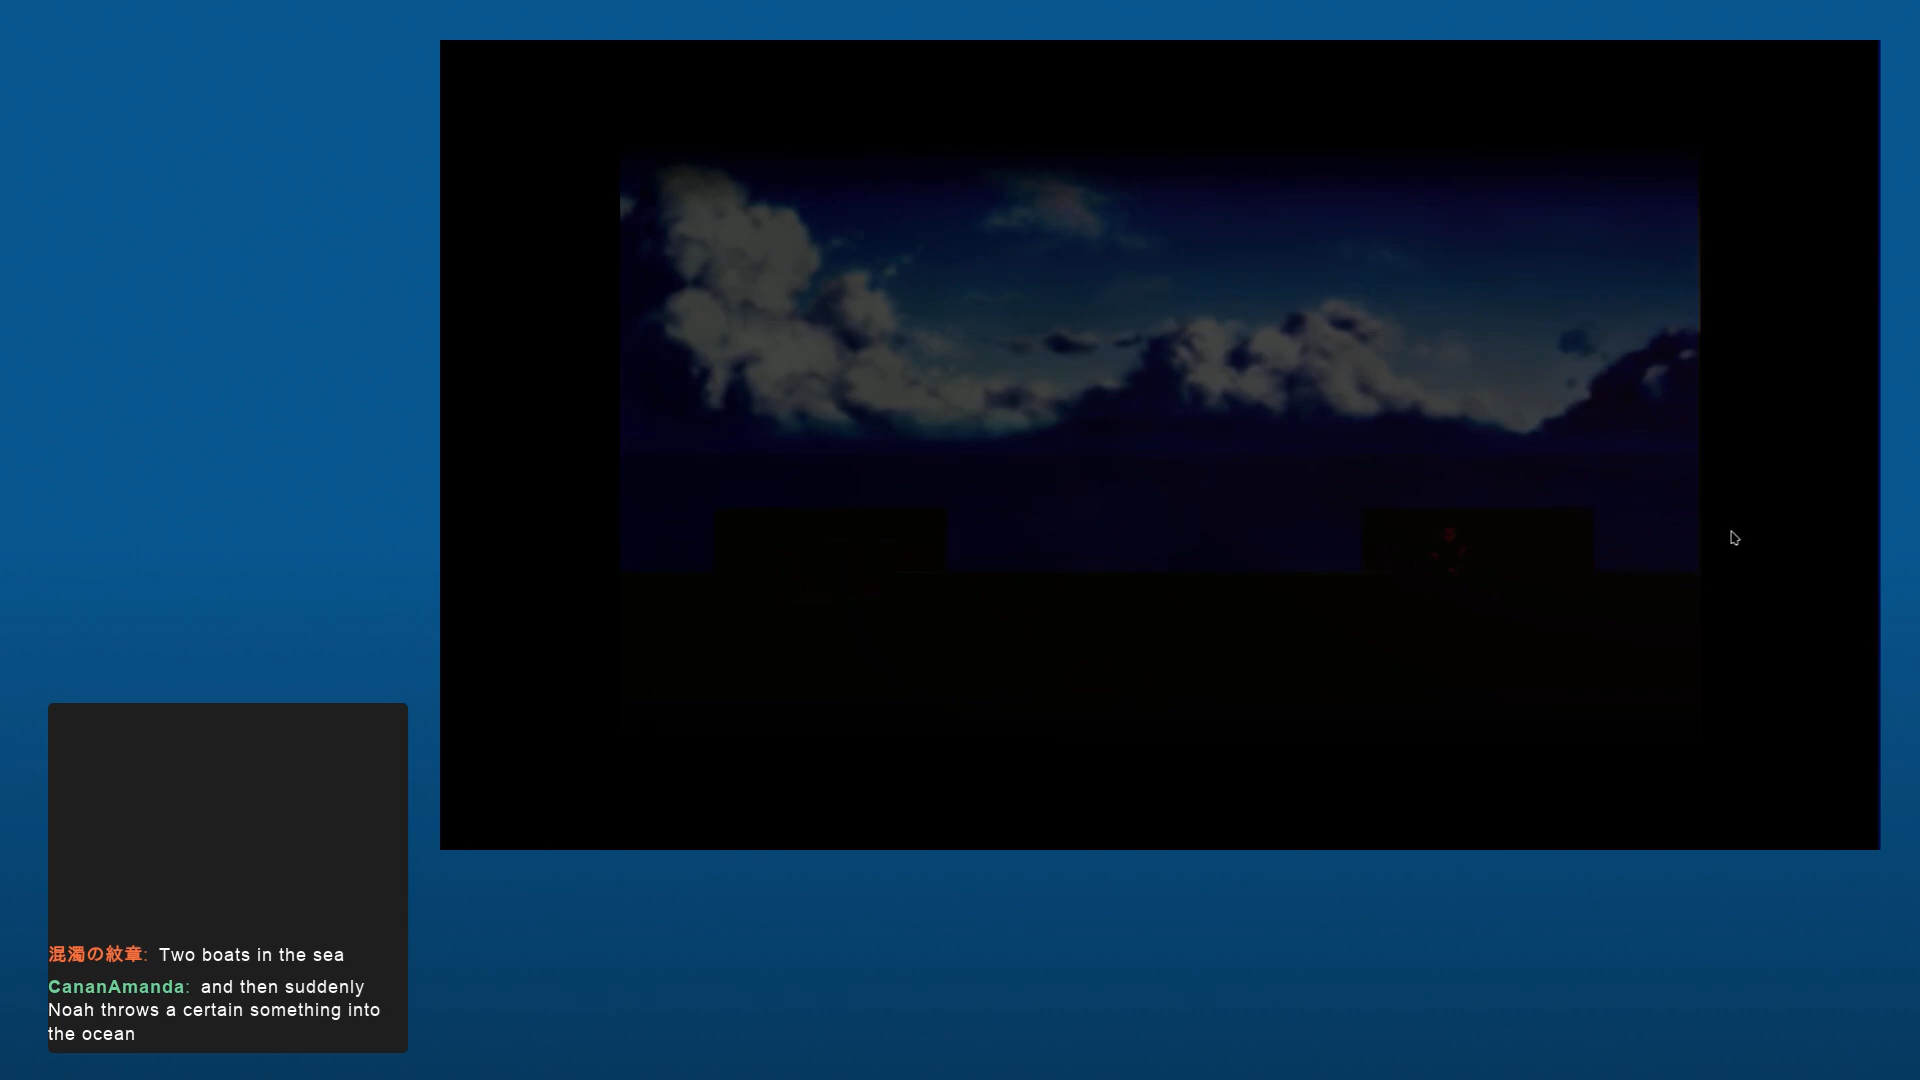 混濁の紋章: Two boats in the sea
CananAmanda: and then suddenly
Noah throws a certain something into
the ocean